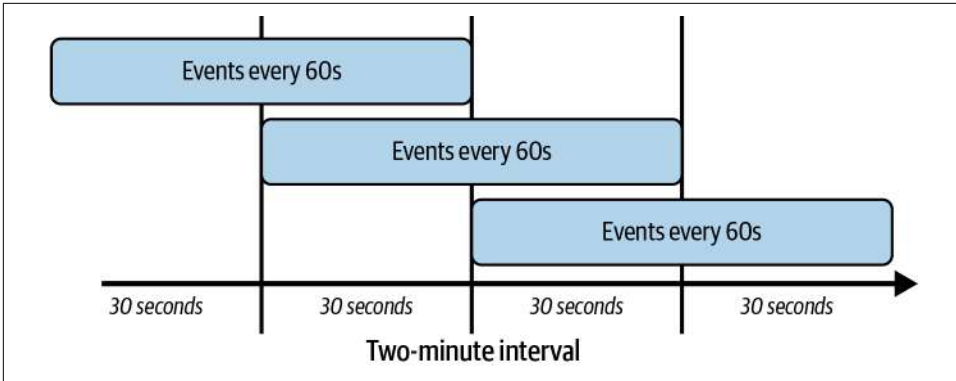 Events every 60s
Events every 60s
Events every 60s
30 seconds 30 seconds 30 seconds 30 seconds
Two-minute interval